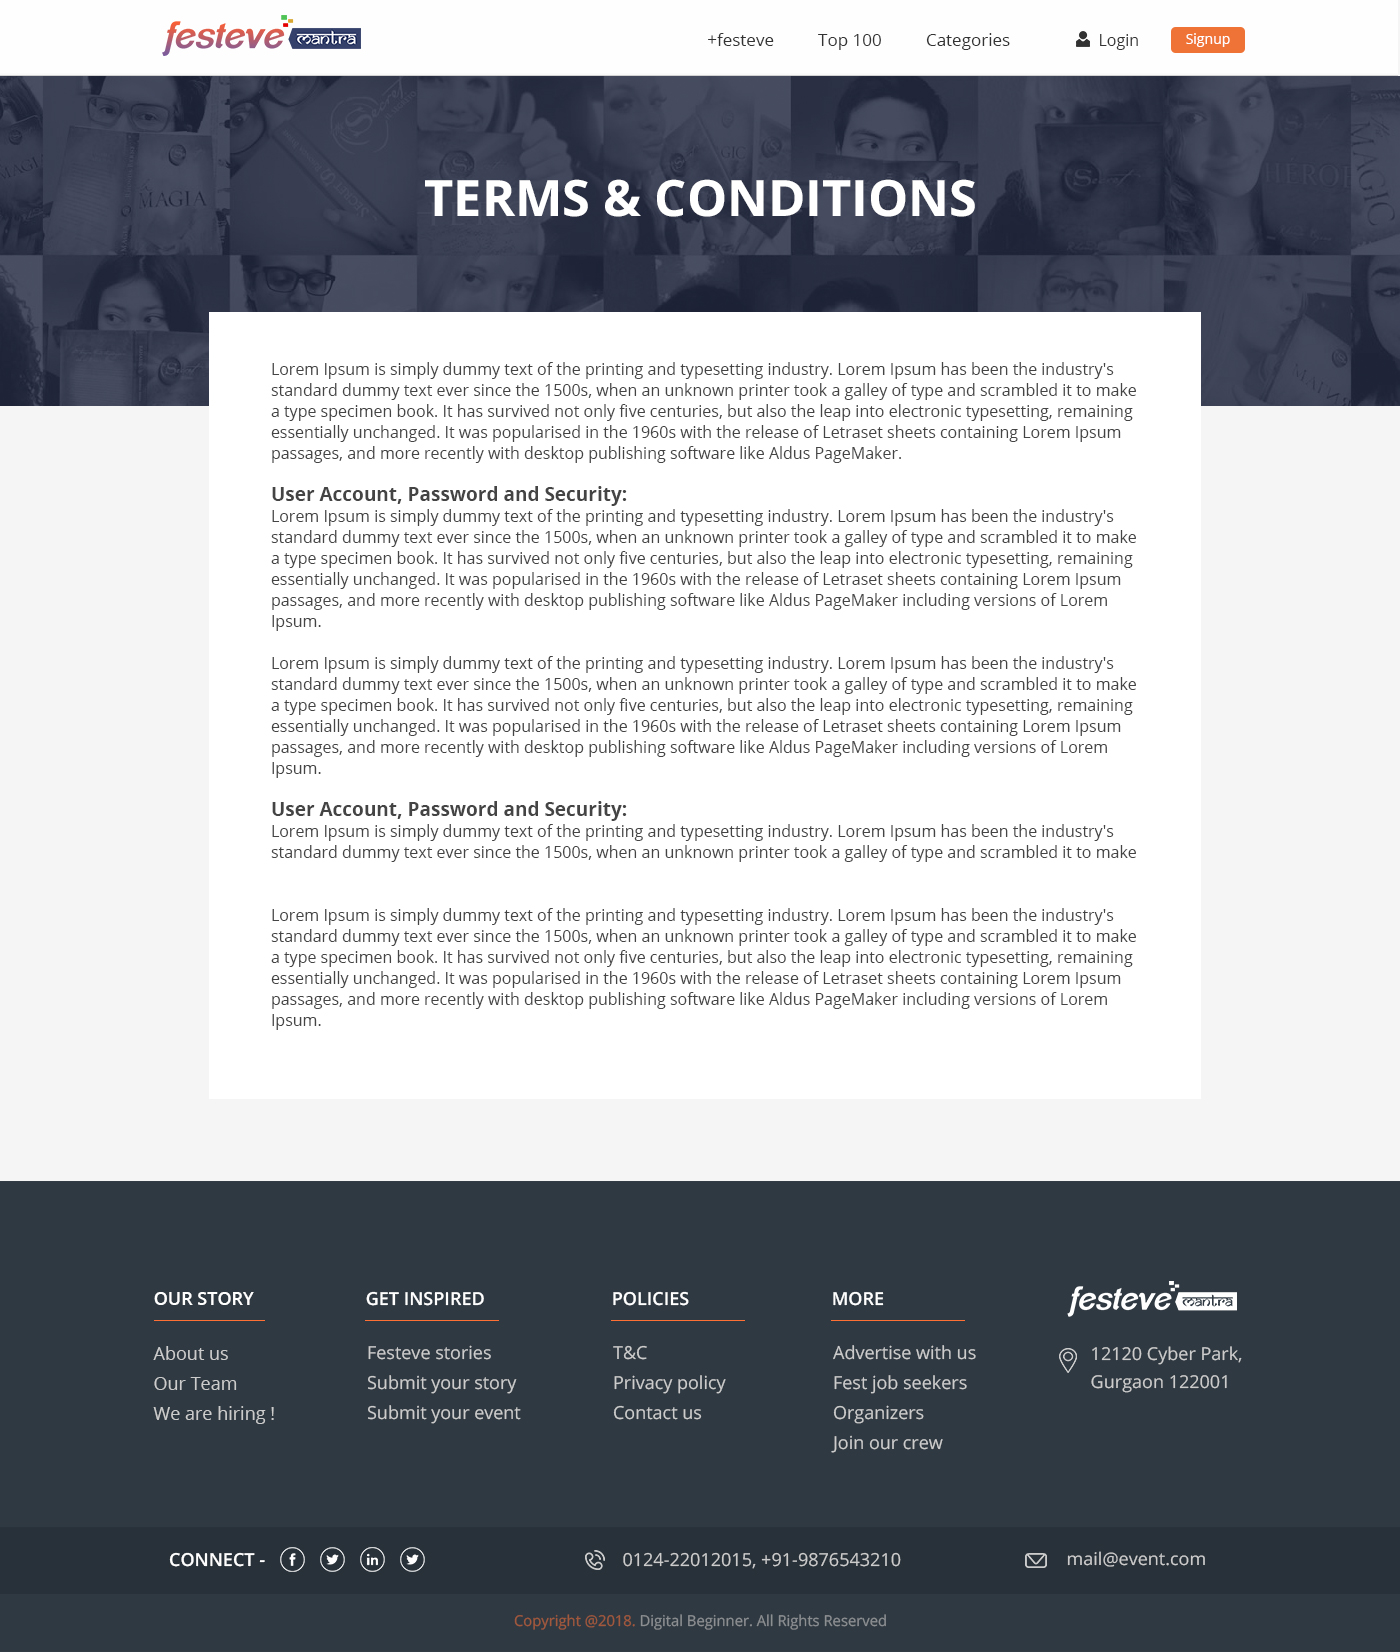 festeve mantra
+festeve Top 100 Categories Login Signup
MAGIA
GIC
HEROE
MAGIC
TERMS & CONDITIONS
Lorem Ipsum is simply dummy text of the printing and typesetting industry. Lorem Ipsum has been the industry's
standard dummy text ever since the 1500s, when an unknown printer took a galley of type and scrambled it to make
a type specimen book. It has survived not only five centuries, but also the leap into electronic typesetting, remaining
essentially unchanged. It was popularised in the 1960s with the release of Letraset sheets containing Lorem Ipsum
passages, and more recently with desktop publishing software like Aldus PageMaker.
User Account, Password and Security:
Lorem Ipsum is simply dummy text of the printing and typesetting industry. Lorem Ipsum has been the industry's
standard dummy text ever since the 1500s, when an unknown printer took a galley of type and scrambled it to make
a type specimen book. It has survived not only five centuries, but also the leap into electronic typesetting, remaining
essentially unchanged. It was popularised in the 1960s with the release of Letraset sheets containing Lorem Ipsum
passages, and more recently with desktop publishing software like Aldus PageMaker including versions of Lorem
Ipsum.
Lorem Ipsum is simply dummy text of the printing and typesetting industry. Lorem Ipsum has been the industry's
standard dummy text ever since the 1500s, when an unknown printer took a galley of type and scrambled it to make
a type specimen book. It has survived not only five centuries, but also the leap into electronic typesetting, remaining
essentially unchanged. It was popularised in the 1960s with the release of Letraset sheets containing Lorem Ipsum
passages, and more recently with desktop publishing software like Aldus PageMaker including versions of Lorem
Ipsum.
User Account, Password and Security:
Lorem Ipsum is simply dummy text of the printing and typesetting industry. Lorem Ipsum has been the industry's
standard dummy text ever since the 1500s, when an unknown printer took a galley of type and scrambled it to make
Lorem Ipsum is simply dummy text of the printing and typesetting industry. Lorem Ipsum has been the industry's
standard dummy text ever since the 1500s, when an unknown printer took a galley of type and scrambled it to make
a type specimen book. It has survived not only five centuries, but also the leap into electronic typesetting, remaining
essentially unchanged. It was popularised in the 1960s with the release of Letraset sheets containing Lorem Ipsum
passages, and more recently with desktop publishing software like Aldus PageMaker including versions of Lorem
Ipsum.
OUR STORY
About us
Our Team
We are hiring !
GET INSPIRED
Festeve stories
Submit your story
Submit your event
POLICIES
T&C
Privacy policy
Contact us
MORE
Advertise with us
Fest job seekers
Organizers
Join our crew
festeve mantra
12120 Cyber Park,
Gurgaon 122001
CONNECT -
0124-22012015, +91-9876543210
mail@event.com
Copyright @2018. Digital Beginner. All Rights Reserved